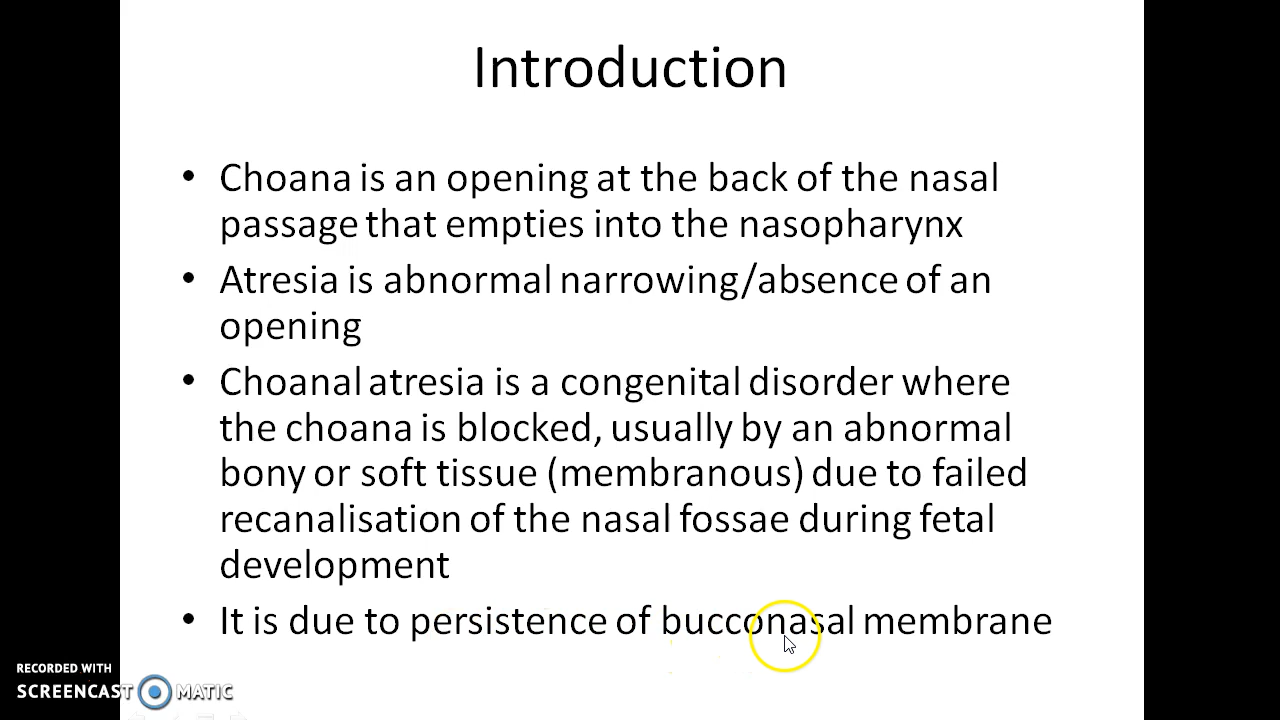 Introduction
• Choana is an opening at the back of the nasal
passage that empties into the nasopharynx
• Atresia is abnormal narrowing/absence of an
opening
• Choanal atresia is a congenital disorder where
the choana is blocked, usually by an abnormal
bony or soft tissue (membranous) due to failed
recanalisation of the nasal fossae during fetal
development
• It is due to persistence of bucconasal membrane
RECORDED WITH
SCREENCAST MATIC